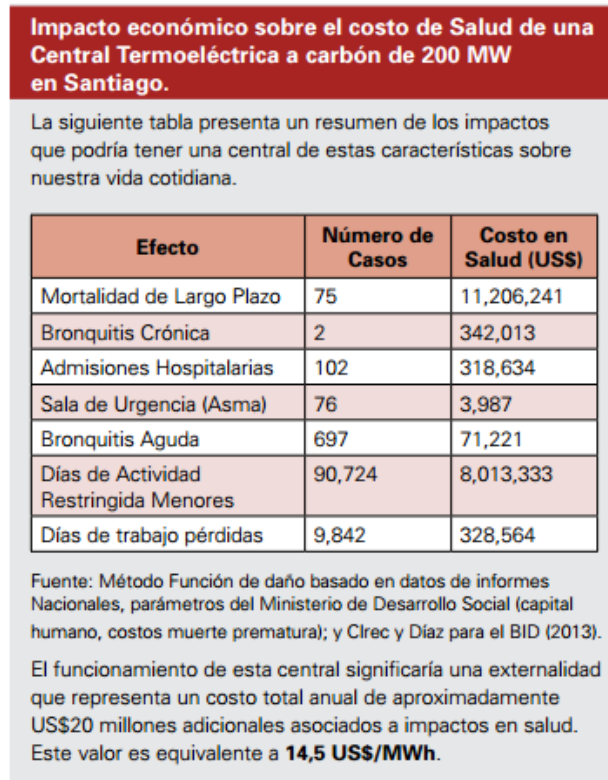 Impacto económico sobre el costo de Salud de una
Central Termoeléctrica a carbón de 200 MW
en Santiago.
La siguiente tabla presenta un resumen de los impactos
que podría tener una central de estas características sobre
nuestra vida cotidiana.
Efecto Número de Casos Costo en Salud (US$)
Mortalidad de Largo Plazo 75 11,206,241
Bronquitis Crónica 2 342,013
Admisiones Hospitalarias 102 318,634
Sala de Urgencia (Asma) 76 3,987
Bronquitis Aguda 697 71,221
Días de Actividad Restringida Menores 90,724 8,013,333
Días de trabajo pérdidas 9,842 328,564
Fuente: Método Función de daño basado en datos de informes
Nacionales, parámetros del Ministerio de Desarrollo Social (capital
humano, costos muerte prematura); y Clrec y Díaz para el BID (2013).
El funcionamiento de esta central significaría una externalidad
que representa un costo total anual de aproximadamente
US$20 millones adicionales asociados a impactos en salud.
Este valor es equivalente a 14,5 US$/MWh.